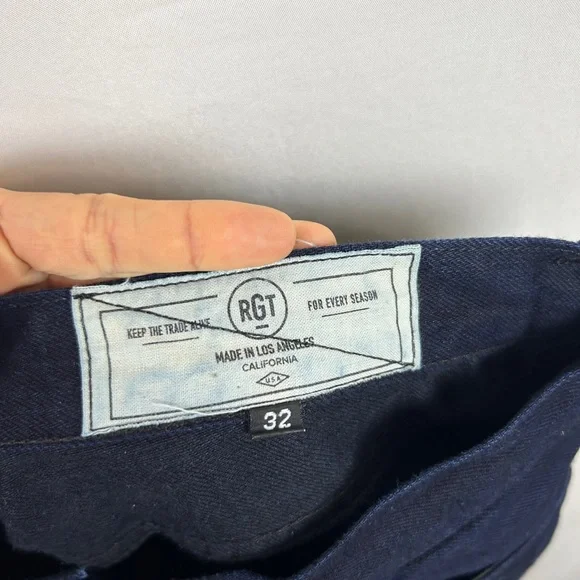 RGT
KEEP THE TRADE ALIVE
FOR EVERY SEASON
MADE IN LOS ANGELES
CALIFORNIA
USA
32